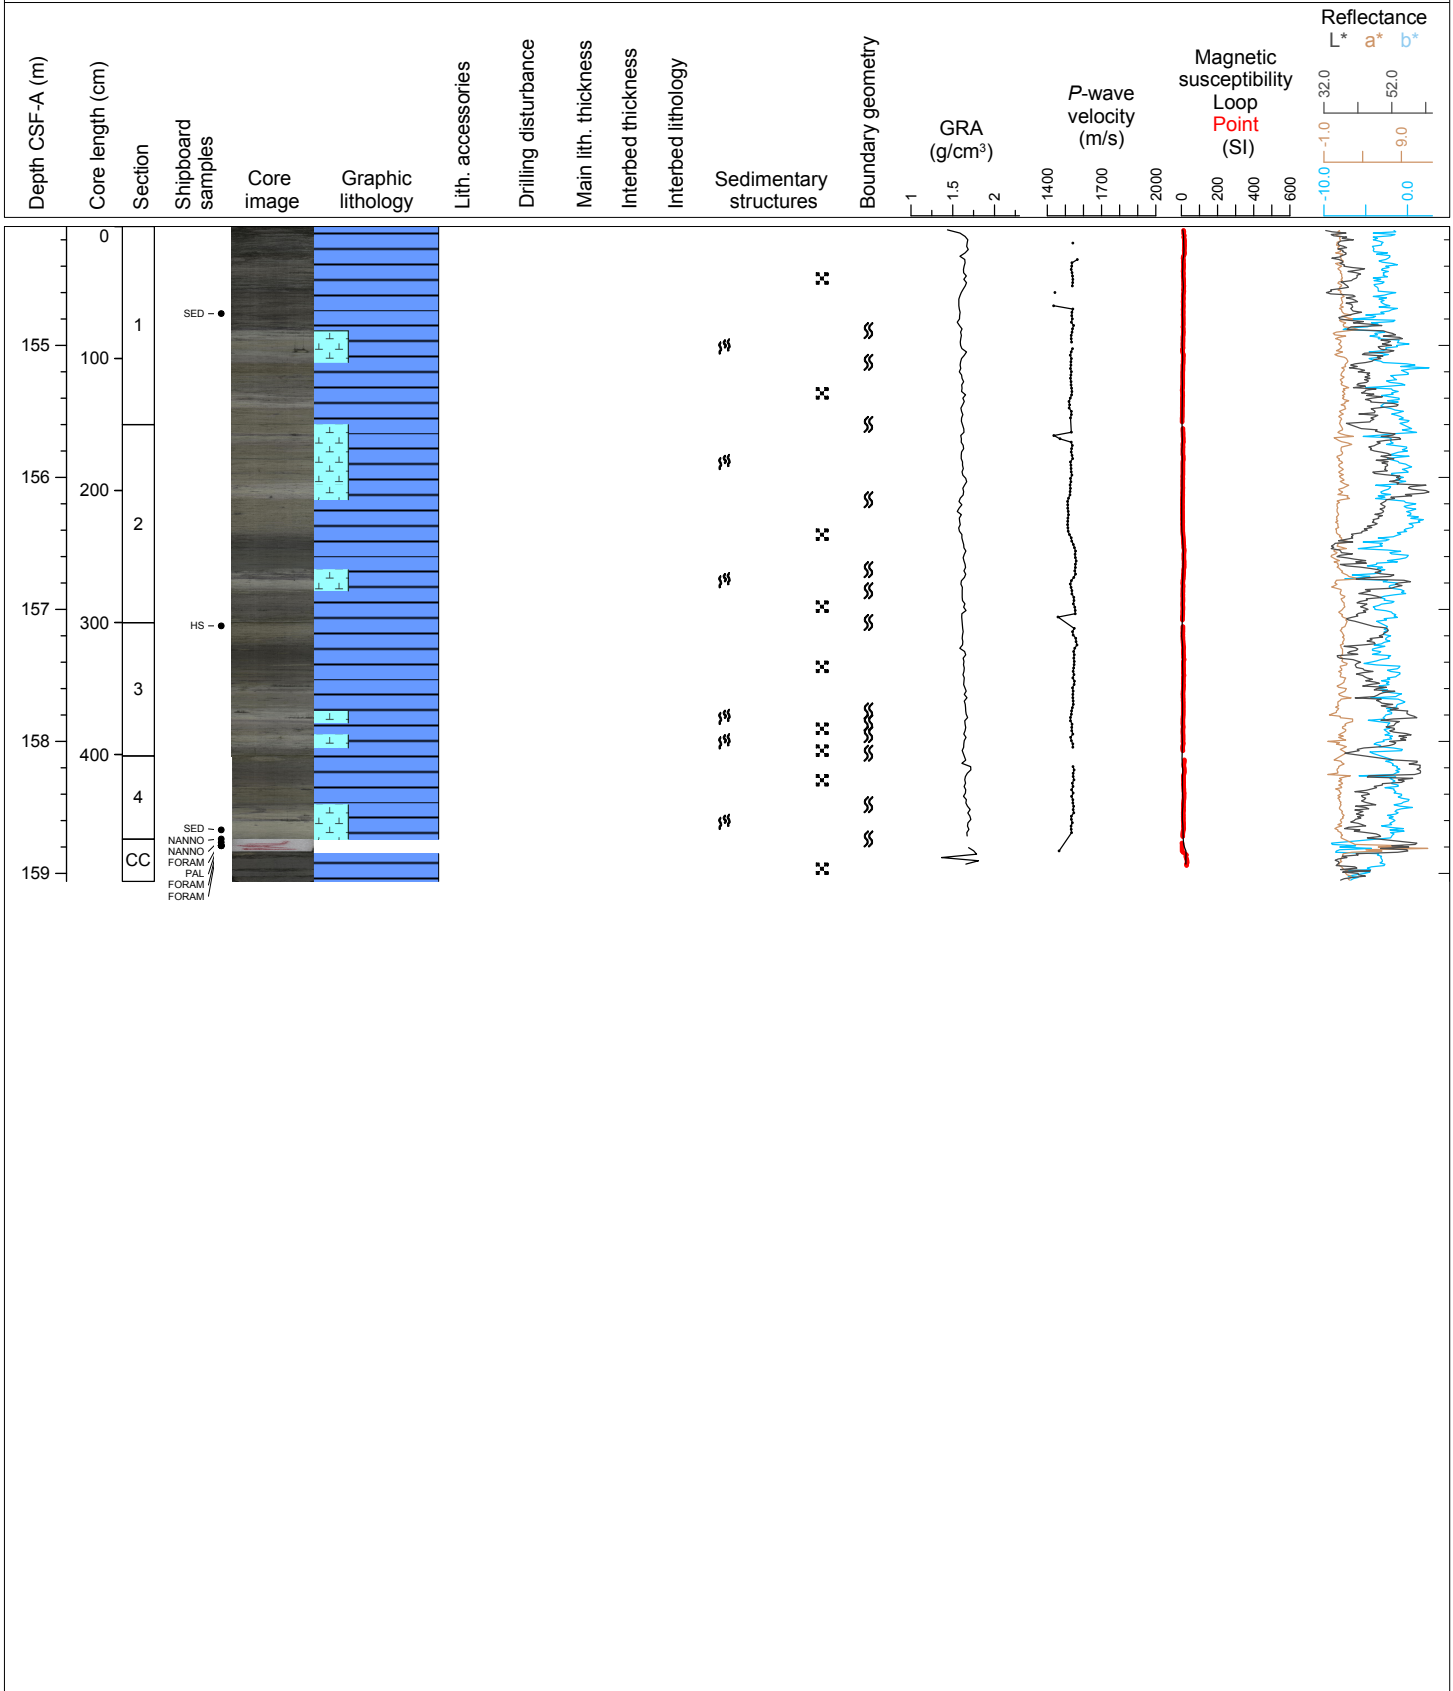 Depth CSF-A (m)
Core length (cm)
Section
Shipboard
samples
Core
image
Graphic
lithology
Lith. accessories
Drilling disturbance
Main lith. thickness
Interbed thickness
Interbed lithology
Sedimentary
structures
Boundary geometry
GRA
(g/cm³)
1 1.5 2
P-wave
velocity
(m/s)
1400 1700 2000
Magnetic
susceptibility
Loop
Point
(SI)
0 200 400 600
Reflectance
L* a* b*
32.0 52.0
-1.0 9.0
-10.0 0.0
0
SED
1
155
100
156
200
2
157
300
HS
3
158
400
4
SED
NANNO
NANNO
CC
FORAM
159
PAL
FORAM
FORAM